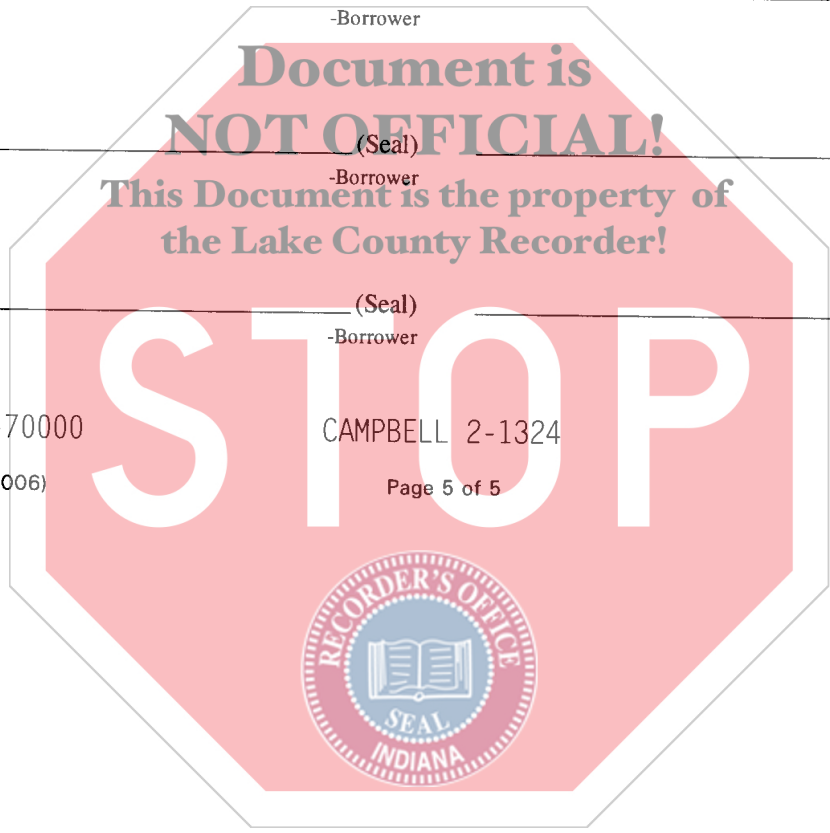 -Borrower
Document is
NOT OFFICIAL!
(Seal)
-Borrower
This Document is the property of
the Lake County Recorder!
(Seal)
-Borrower
STOP
70000
CAMPBELL 2-1324
006)
Page 5 of 5
RECORDER'S OFFICE
SEAL
INDIANA